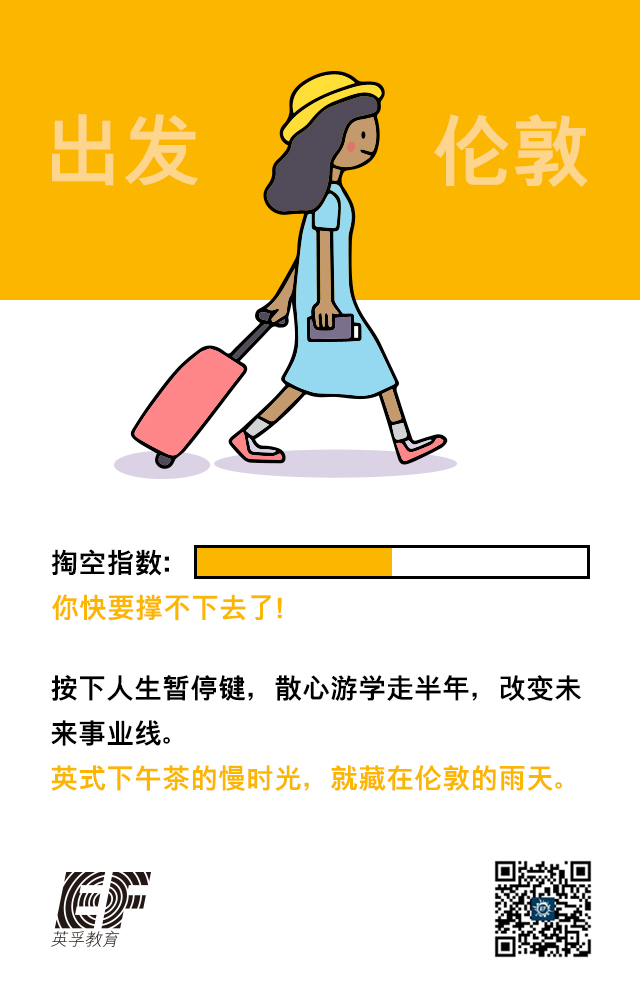 出发 伦敦
掏空指数:
你快要撑不下去了!
按下人生暂停键，散心游学走半年，改变未
来事业线。
英式下午茶的慢时光，就藏在伦敦的雨天。
EF
英孚教育